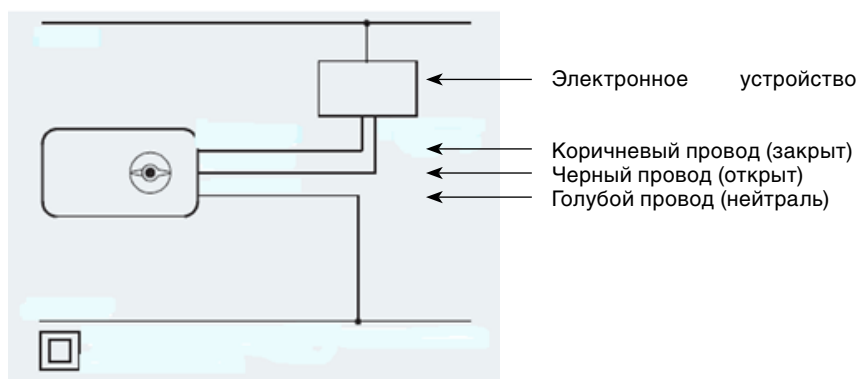 Электронное устройство
Коричневый провод (закрыт)
Черный провод (открыт)
Голубой провод (нейтраль)